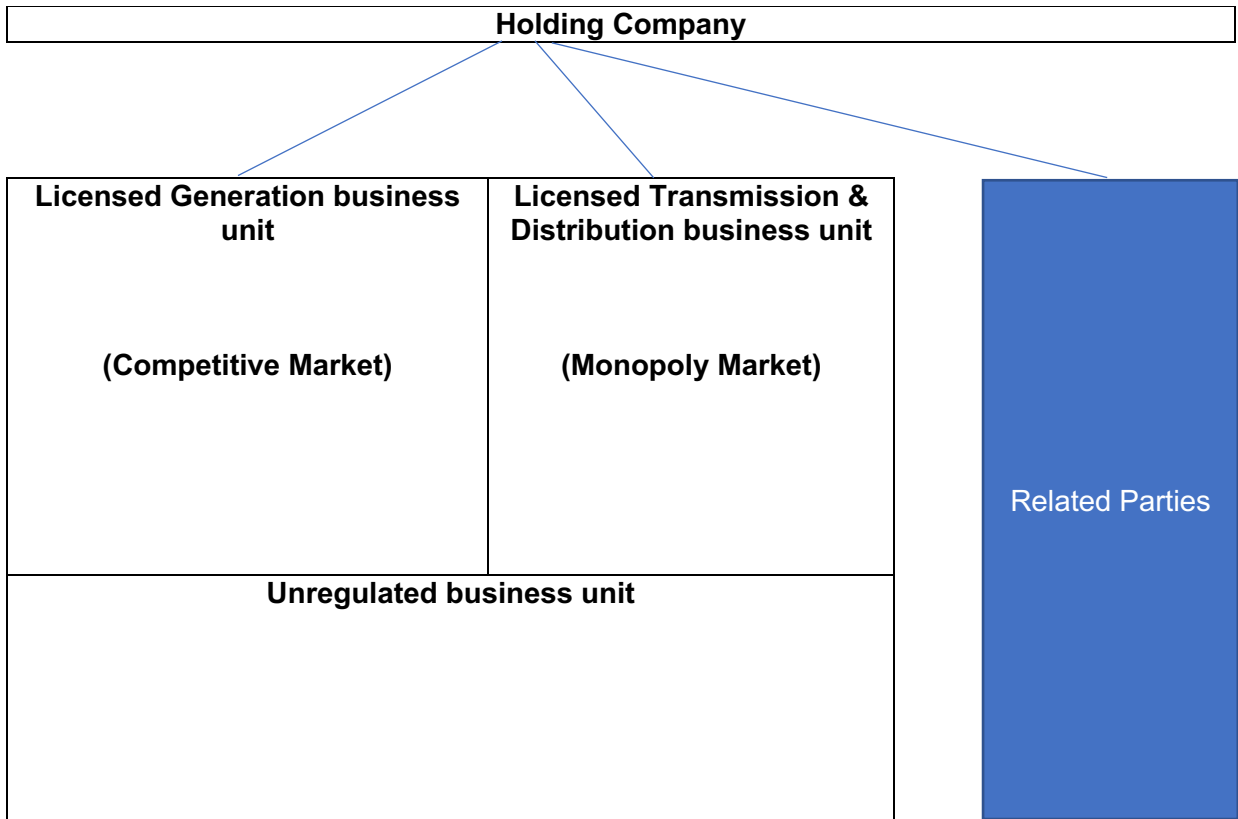 Holding Company
Licensed Generation business
unit
(Competitive Market)
Licensed Transmission &
Distribution business unit
(Monopoly Market)
Related Parties
Unregulated business unit